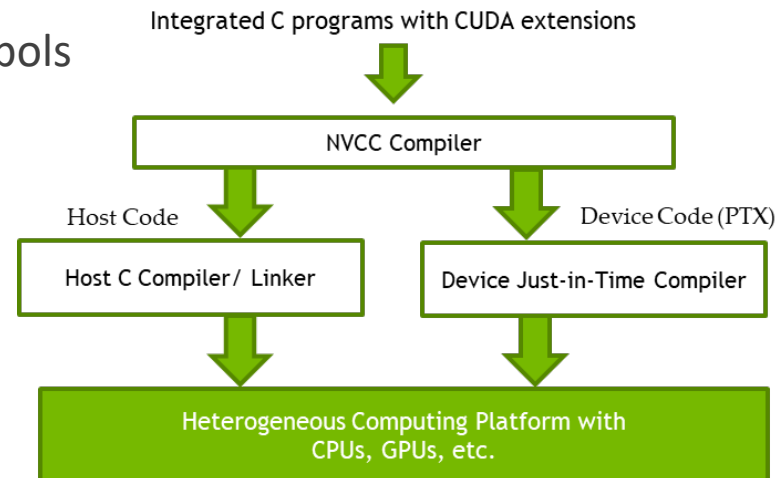 Integrated C programs with CUDA extensions
NVCC Compiler
Host Code
Device Code (PTX)
Host C Compiler/ Linker
Device Just-in-Time Compiler
Heterogeneous Computing Platform with
CPUs, GPUs, etc.